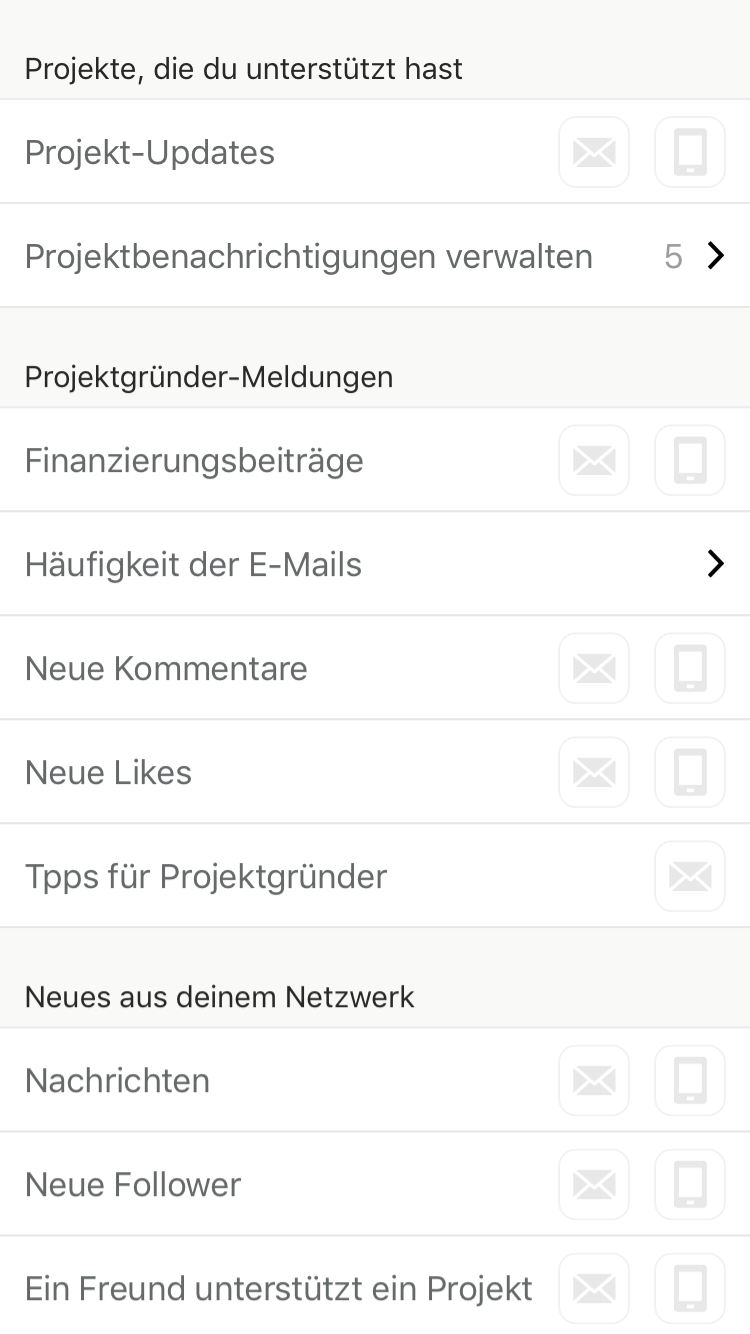 Projekte, die du unterstützt hast
Projekt-Updates
Projektbenachrichtigungen verwalten 5
Projektgründer-Meldungen
Finanzierungsbeiträge
Häufigkeit der E-Mails
Neue Kommentare
Neue Likes
Tpps für Projektgründer
Neues aus deinem Netzwerk
Nachrichten
Neue Follower
Ein Freund unterstützt ein Projekt